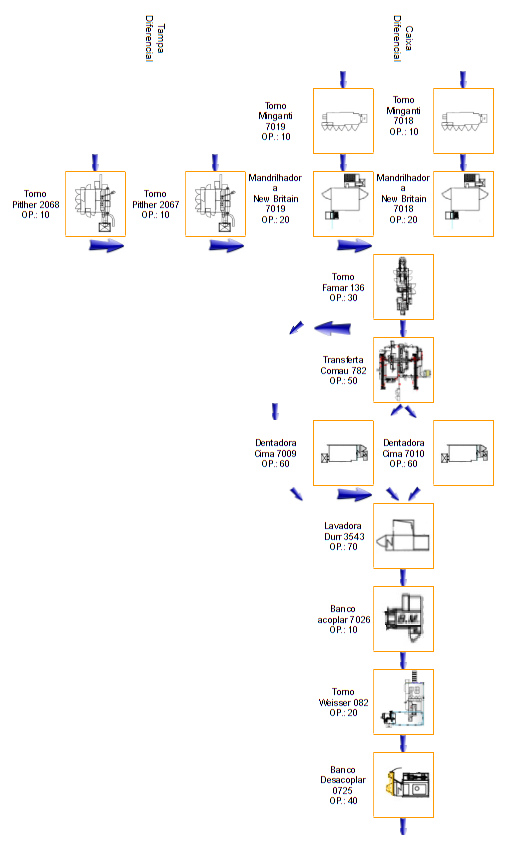 Tampa
Diferencial
Caixa
Diferencial
Torno
Minganti
7019
OP.: 10
Torno
Minganti
7018
OP.: 10
Torno
Pitlher 2068
OP.: 10
Torno
Pitlher 2067
OP.: 10
Mandrilhador
a
New Britain
7019
OP.: 20
Mandrilhador
a
New Britain
7018
OP.: 20
Torno
Famar 136
OP.: 30
Transferta
Comau 782
OP.: 50
Dentadora
Cima 7009
OP.: 60
Dentadora
Cima 7010
OP.: 60
Lavadora
Durr 3543
OP.: 70
Banco
acoplar 7026
OP.: 10
Torno
Weisser 082
OP.: 20
Banco
Desacoplar
0725
OP.: 40